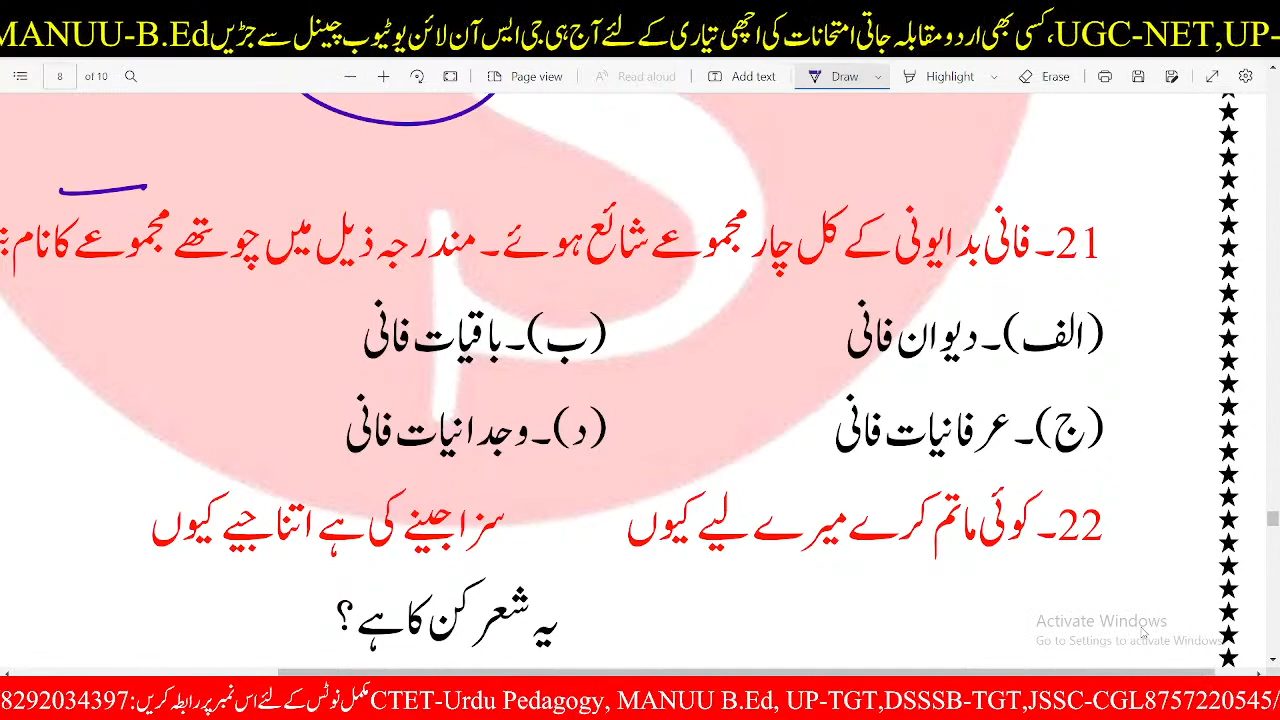 MANUU-B.Ed کسی بھی اردو مقابلہ جاتی امتحانات کی اچھی تیاری کے لئے آج ہی جی ایس آن لائن یوٹیوب چینل سے جڑیں ،UGC-NET,UP-
8 of 10 Page view Read aloud Add text Draw Highlight Erase
21۔ فانی بدایونی کے کل چار مجموعے شائع ہوئے۔ مندرجہ ذیل میں چوتھے مجموعے کا نام
(الف)۔ دیوان فانی (ب)۔ باقیات فانی
(ج)۔ عرفانیات فانی (د)۔ وجدانیات فانی
22۔ کوئی ماتم کرے میرے لیے کیوں سزا جینے کی ہے اتنا جیے کیوں
یہ شعر کن کا ہے؟
Activate Windows
Go to Settings to activate Windows.
8292034397: مکمل نوٹس کے لئے اس نمبر پر رابطہ کریں CTET-Urdu Pedagogy, MANUU B.Ed, UP-TGT,DSSSB-TGT,JSSC-CGL8757220545/